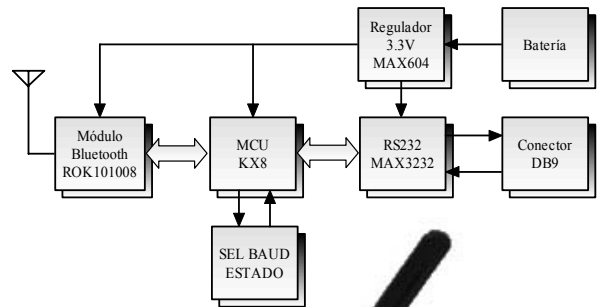 Regulador
3.3V
MAX604
Batería
Módulo
Bluetooth
ROK101008
MCU
KX8
RS232
MAX3232
Conector
DB9
SEL BAUD
ESTADO